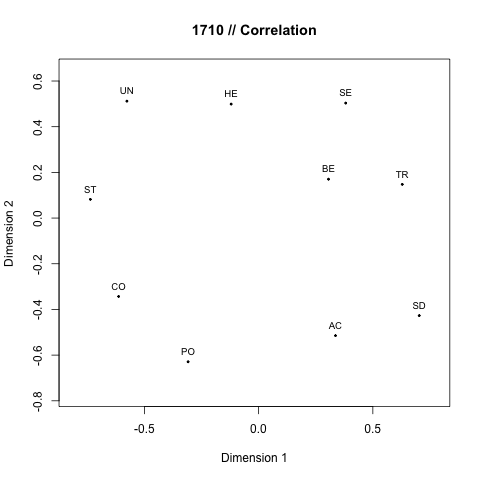 1710 // Correlation
UN
HE
SE
BE
TR
ST
CO
SD
AC
PO
0.6
0.4
0.2
0.0
-0.2
-0.4
-0.6
-0.8
Dimension 2
-0.5
0.0
0.5
Dimension 1